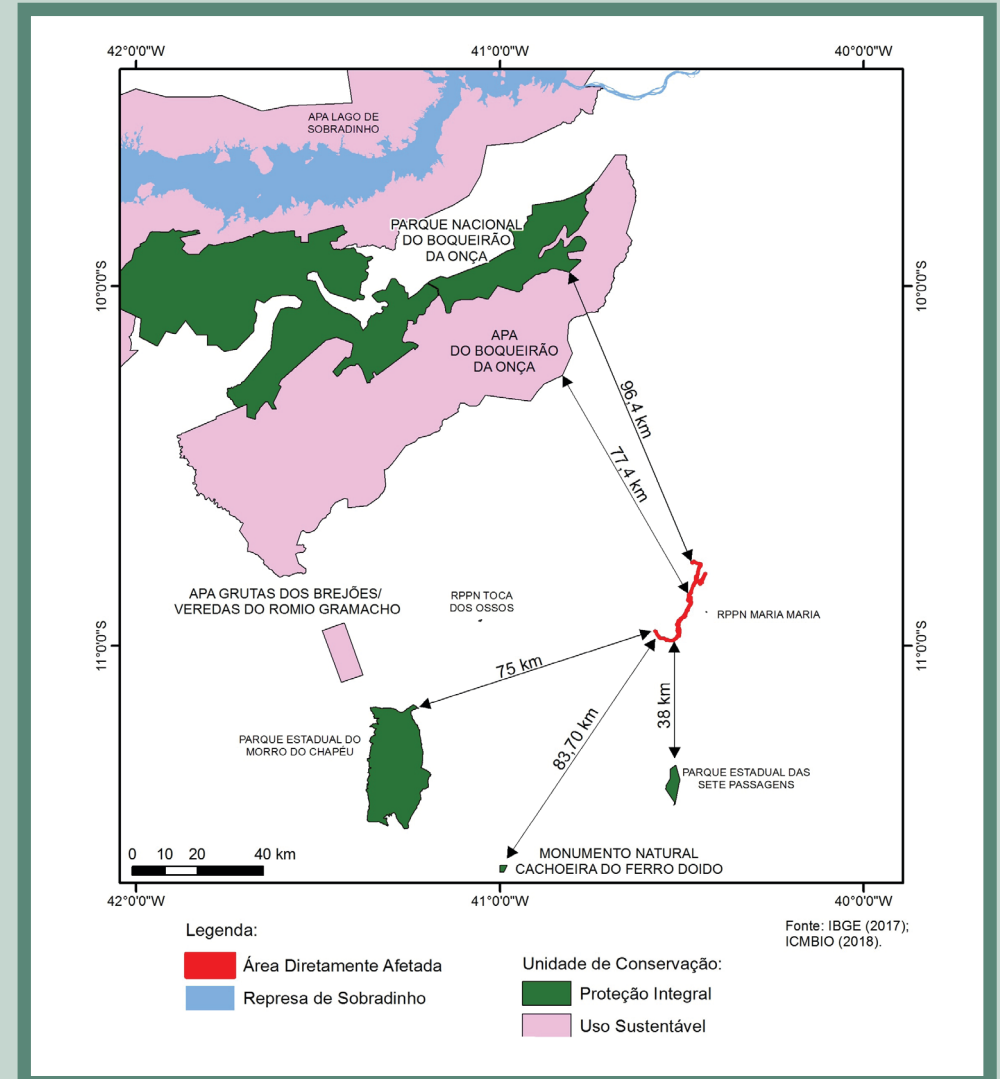 42°0'0"W
41°0'0"W
40°0'0"W
APA LAGO DE
SOBRADINHO
PARQUE NACIONAL
DO BOQUEIRÃO
DA ONÇA
10°0'0"S
10°0'0"S
APA
DO BOQUEIRÃO
DA ONÇA
96,4 km
77,4 km
APA GRUTAS DOS BREJÕES/
VEREDAS DO ROMIO GRAMACHO
RPPN TOCA
DOS OSSOS
RPPN MARIA MARIA
11°0'0"S
11°0'0"S
75 km
38 km
83,70 km
PARQUE ESTADUAL DO
MORRO DO CHAPÉU
PARQUE ESTADUAL DAS
SETE PASSAGENS
0 10 20 40 km
MONUMENTO NATURAL
CACHOEIRA DO FERRO DOIDO
42°0'0"W
41°0'0"W
40°0'0"W
Fonte: IBGE (2017);
ICMBIO (2018).
Legenda:
Área Diretamente Afetada
Represa de Sobradinho
Unidade de Conservação:
Proteção Integral
Uso Sustentável